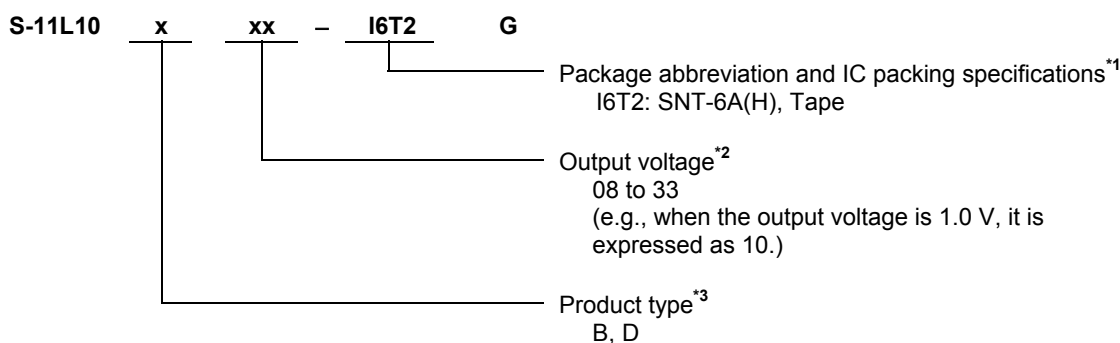 S-11L10 x xx – I6T2 G
Package abbreviation and IC packing specifications*1
I6T2: SNT-6A(H), Tape
Output voltage*2
08 to 33
(e.g., when the output voltage is 1.0 V, it is
expressed as 10.)
Product type*3
B, D